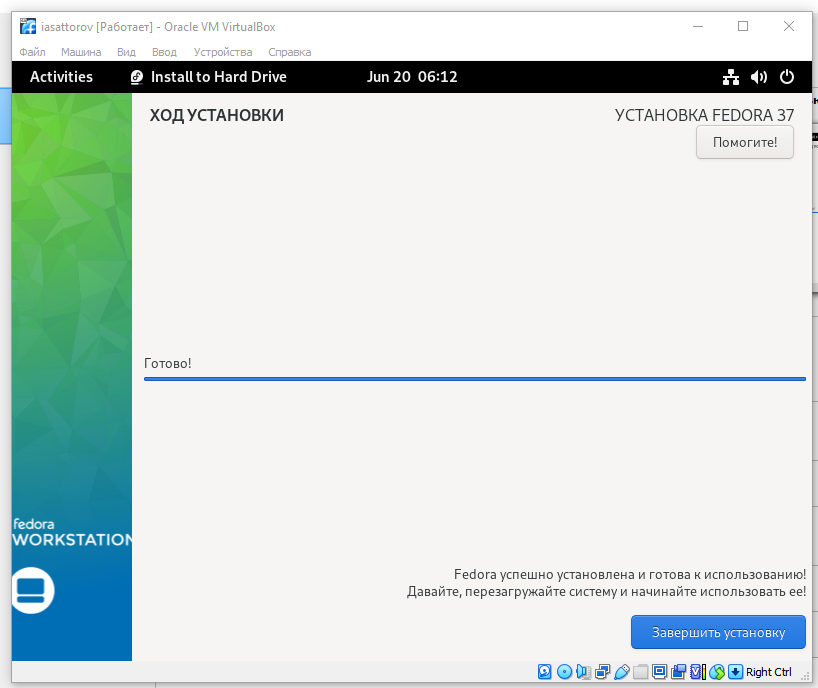 iasattorov [Работает] - Oracle VM VirtualBox
Файл Машина Вид Ввод Устройства Справка
Activities Install to Hard Drive Jun 20 06:12
ХОД УСТАНОВКИ
УСТАНОВКА FEDORA 37
Помогите!
Готово!
fedora
WORKSTATION
Fedora успешно установлена и готова к использованию!
Давайте, перезагружайте систему и начинайте использовать ее!
Завершить установку
Right Ctrl